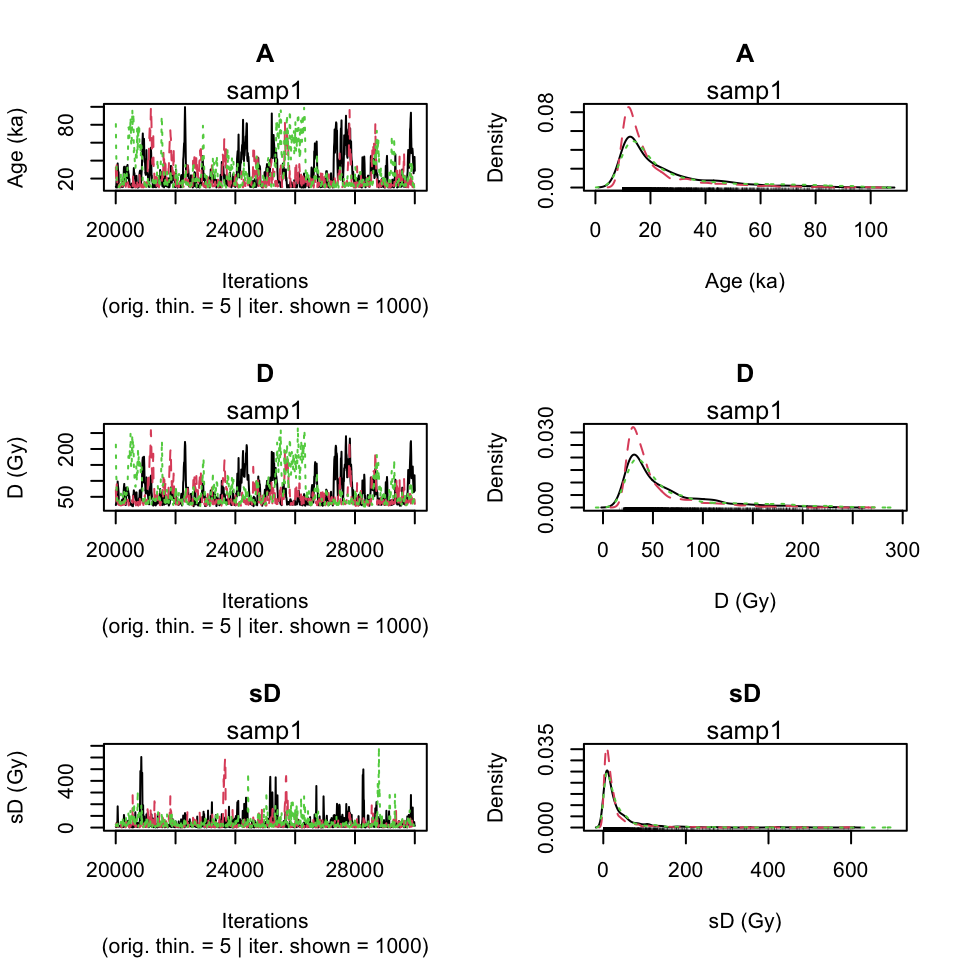 A
samp1
Age (ka)
80
20
20000 24000 28000
Iterations
(orig. thin. = 5 | iter. shown = 1000)
A
samp1
Density
0.08
0.00
0 20 40 60 80 100
Age (ka)
D
samp1
D (Gy)
200
50
20000 24000 28000
Iterations
(orig. thin. = 5 | iter. shown = 1000)
D
samp1
Density
0.030
0.000
0 50 100 200 300
D (Gy)
sD
samp1
sD (Gy)
400
0
20000 24000 28000
Iterations
(orig. thin. = 5 | iter. shown = 1000)
sD
samp1
Density
0.035
0.000
0 200 400 600
sD (Gy)